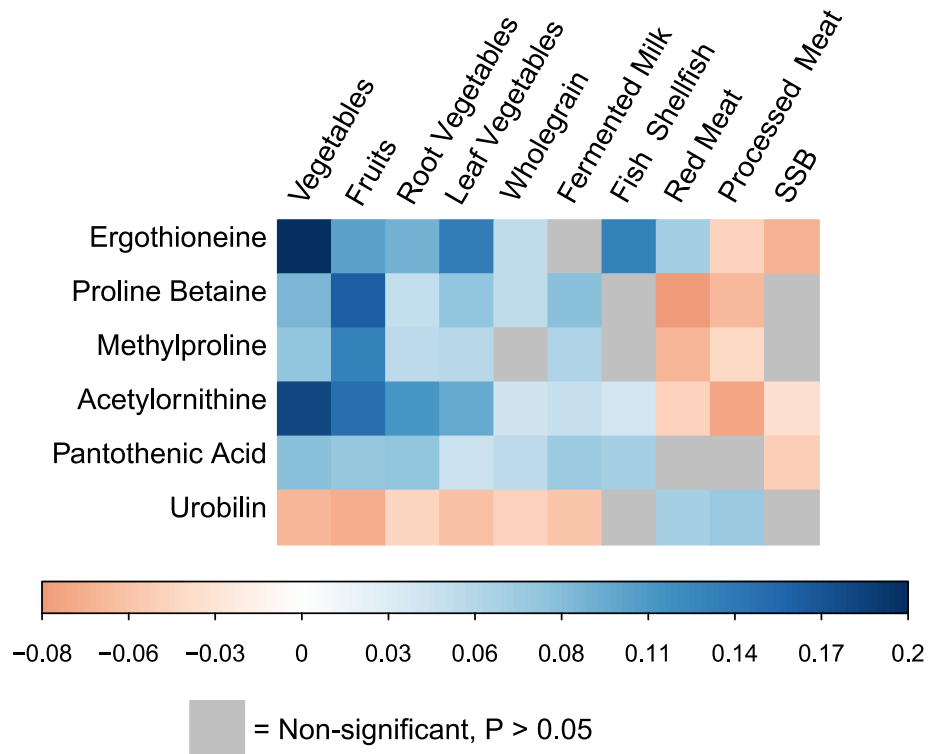 Vegetables
Fruits
Root Vegetables
Leaf Vegetables
Wholegrain
Fermented Milk
Fish Shellfish
Red Meat
Processed Meat
SSB
Ergothioneine
Proline Betaine
Methylproline
Acetylornithine
Pantothenic Acid
Urobilin
−0.08 −0.06 −0.03 0 0.03 0.06 0.08 0.11 0.14 0.17 0.2
= Non-significant, P > 0.05